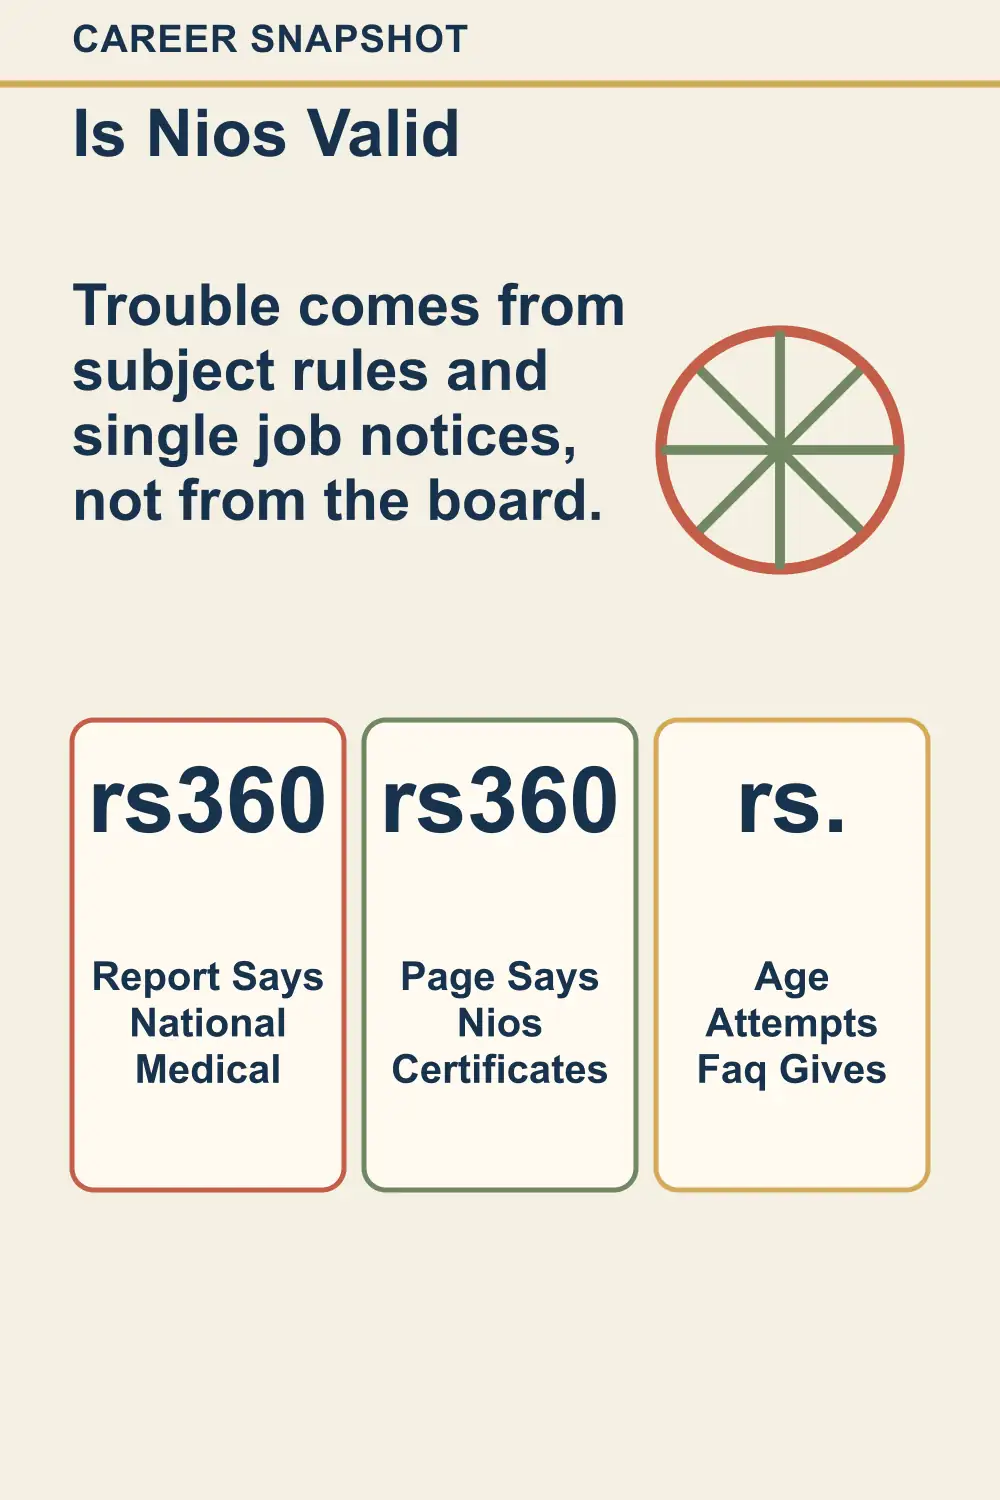 CAREER SNAPSHOT
Is Nios Valid
Trouble comes from
subject rules and
single job notices,
not from the board.
rs360
Report Says
National
Medical
rs360
Page Says
Nios
Certificates
rs.
Age
Attempts
Faq Gives